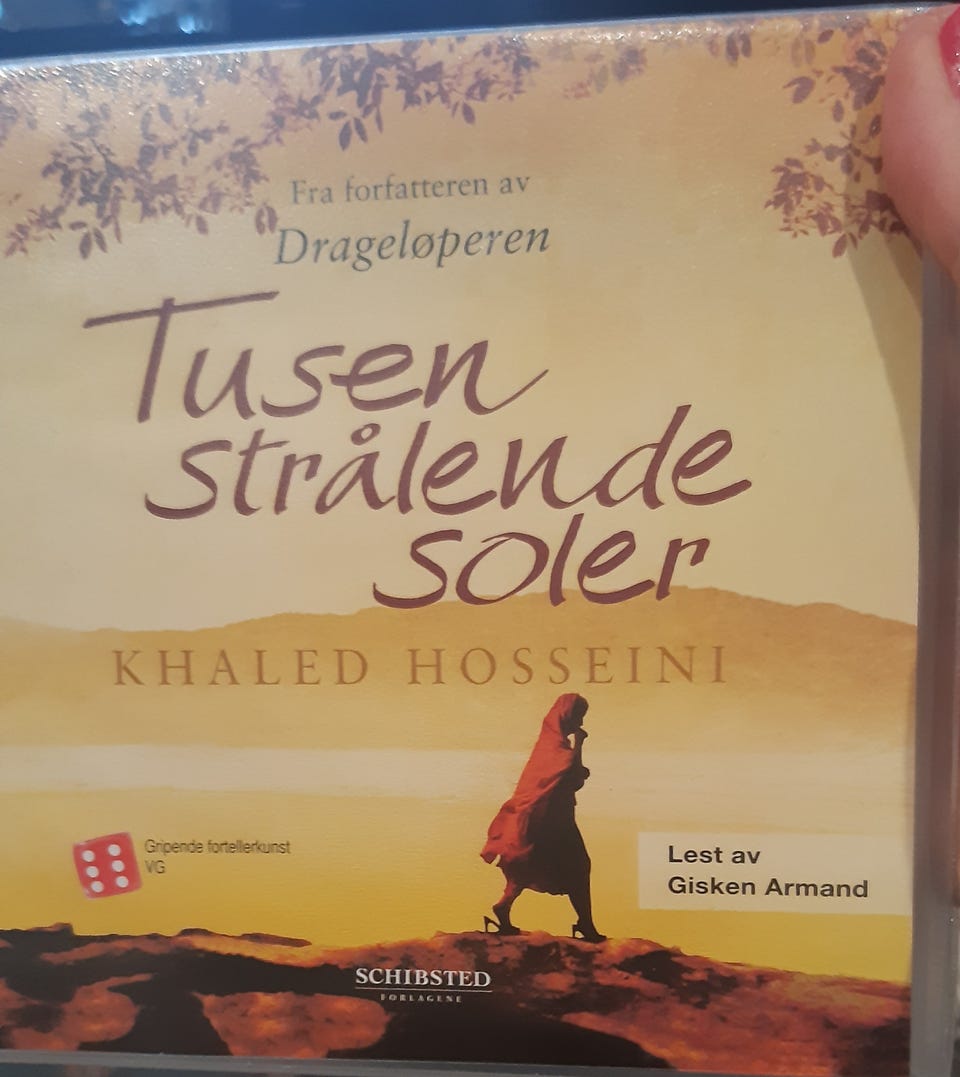 Fra forfatteren av
Drageløperen
Tusen
strålende
soler
KHALED HOSSEINI
Gripende fortellerkunst
VG
Lest av
Gisken Armand
SCHIBSTED
FORLAGENE